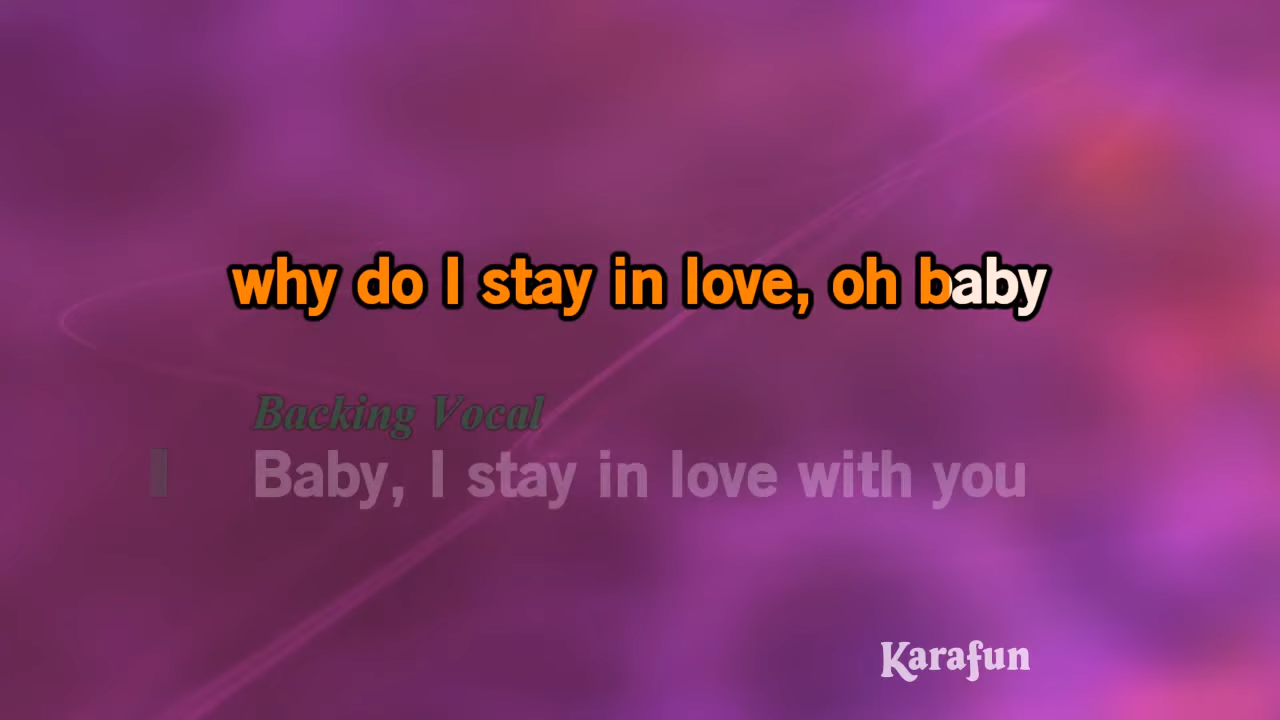 why do I stay in love, oh baby
Backing Vocal
Baby, I stay in love with you
Karafun